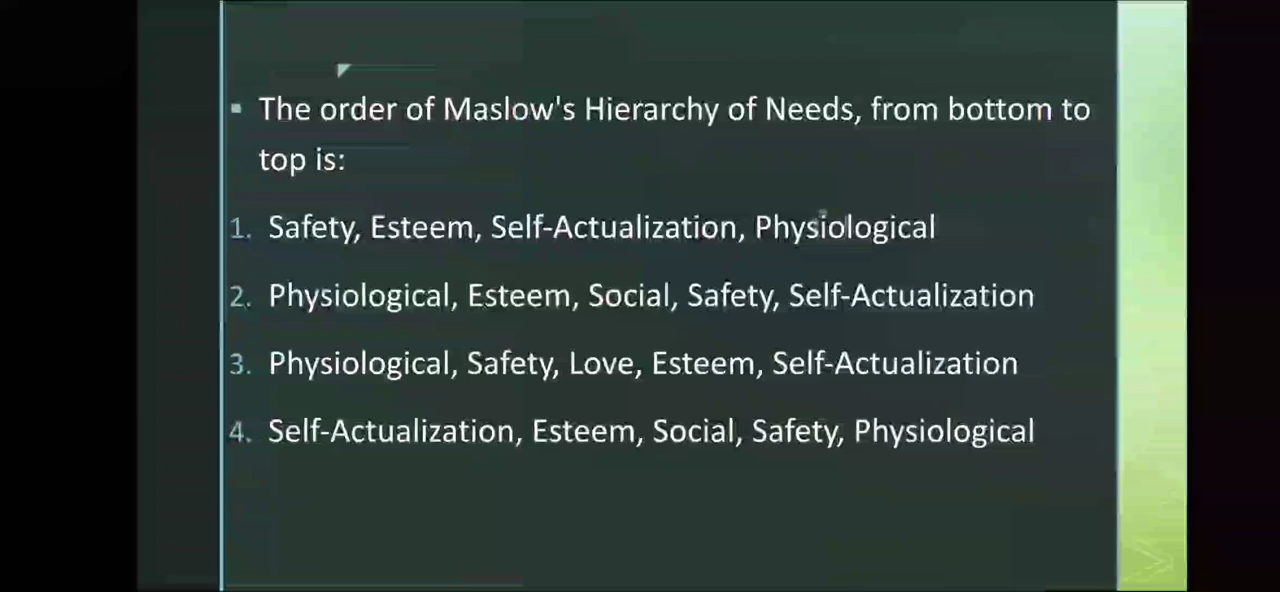 ▪ The order of Maslow's Hierarchy of Needs, from bottom to
top is:
1. Safety, Esteem, Self-Actualization, Physiological
2. Physiological, Esteem, Social, Safety, Self-Actualization
3. Physiological, Safety, Love, Esteem, Self-Actualization
4. Self-Actualization, Esteem, Social, Safety, Physiological